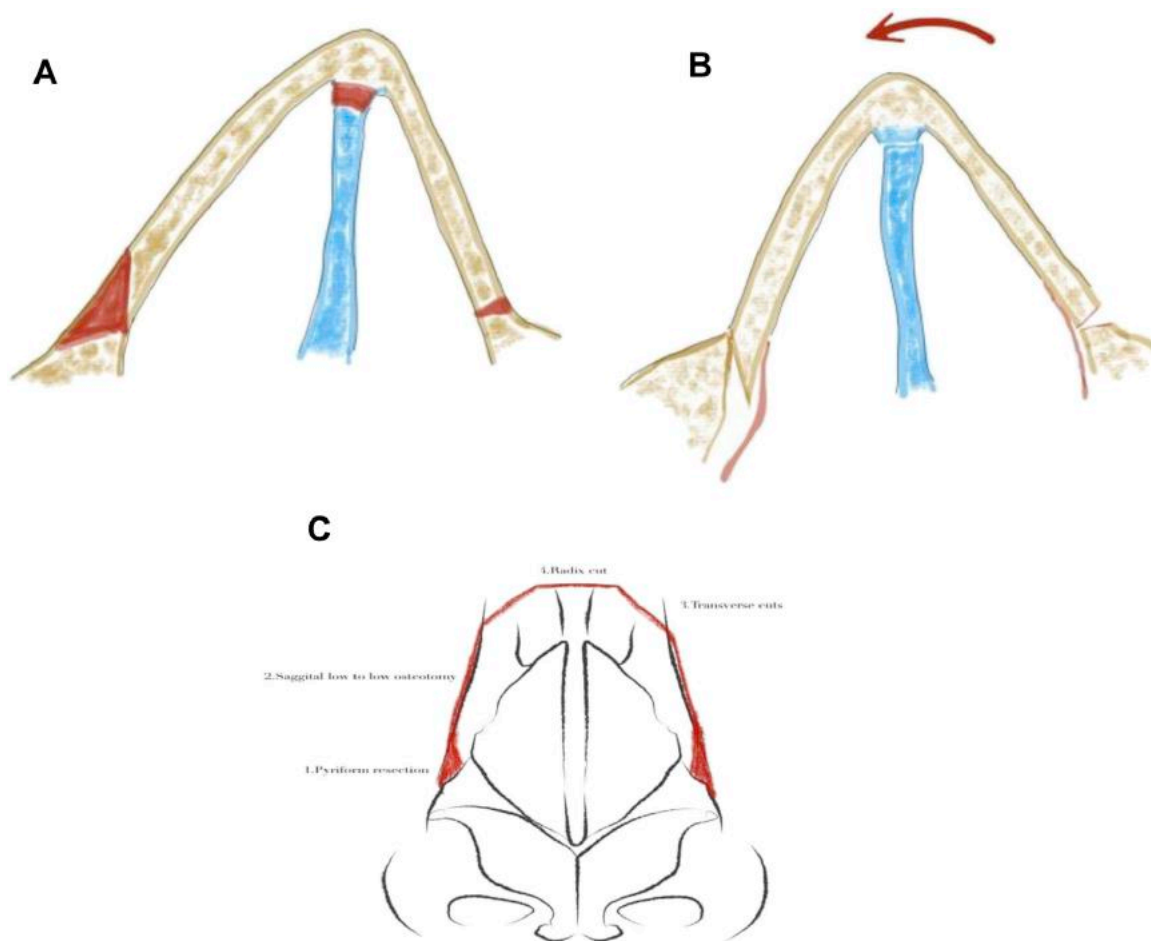 A
B
C
4.Radix cut
3.Transverse cuts
2.Saggital low to low osteotomy
1.Pyriform resection